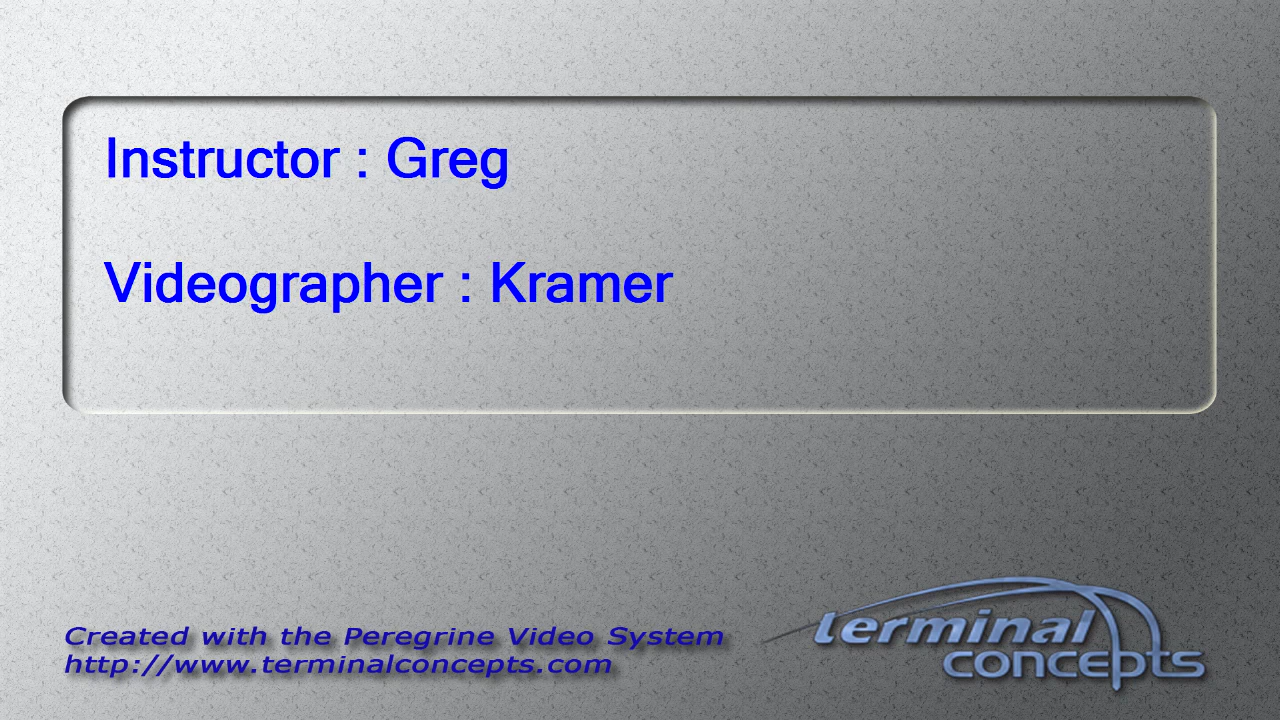 Instructor : Greg
Videographer : Kramer
Created with the Peregrine Video System
http://www.terminalconcepts.com
terminal
concepts